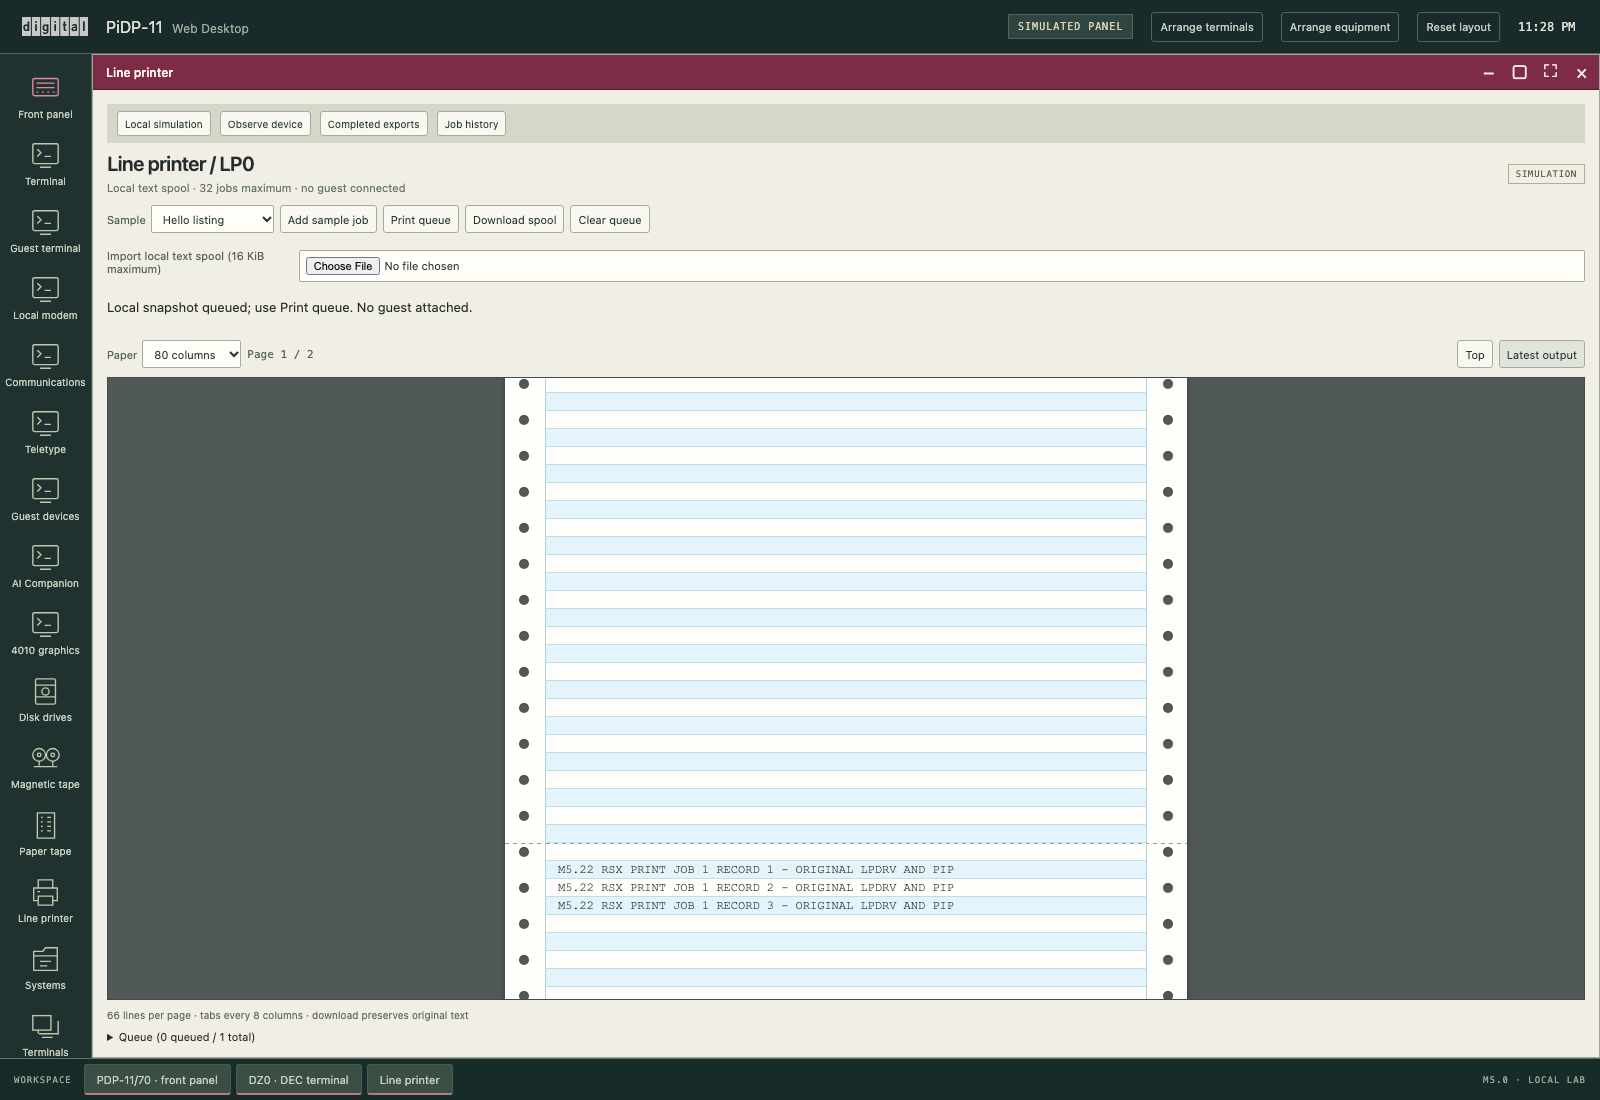 digital PiDP-11 Web Desktop SIMULATED PANEL Arrange terminals Arrange equipment Reset layout 11:28 PM
Front panel
Terminal
Guest terminal
Local modem
Communications
Teletype
Guest devices
AI Companion
4010 graphics
Disk drives
Magnetic tape
Paper tape
Line printer
Systems
Terminals
Line printer
Local simulation Observe device Completed exports Job history
Line printer / LP0
Local text spool · 32 jobs maximum · no guest connected
SIMULATION
Sample Hello listing Add sample job Print queue Download spool Clear queue
Import local text spool (16 KiB
maximum)
Choose File No file chosen
Local snapshot queued; use Print queue. No guest attached.
Paper 80 columns Page 1 / 2 Top Latest output
M5.22 RSX PRINT JOB 1 RECORD 1 - ORIGINAL LPDRV AND PIP
M5.22 RSX PRINT JOB 1 RECORD 2 - ORIGINAL LPDRV AND PIP
M5.22 RSX PRINT JOB 1 RECORD 3 - ORIGINAL LPDRV AND PIP
66 lines per page · tabs every 8 columns · download preserves original text
Queue (0 queued / 1 total)
WORKSPACE PDP-11/70 · front panel DZ0 · DEC terminal Line printer M5.0 · LOCAL LAB